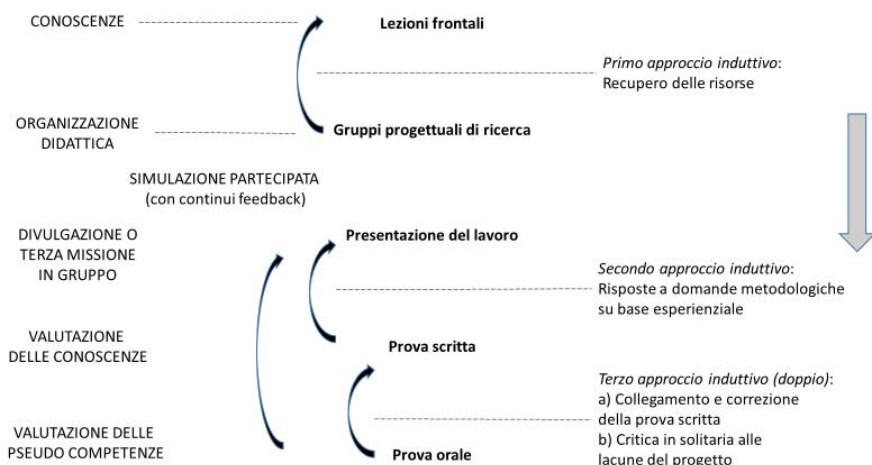 CONOSCENZE
Lezioni frontali
Primo approccio induttivo:
Recupero delle risorse
ORGANIZZAZIONE
DIDATTICA
Gruppi progettuali di ricerca
SIMULAZIONE PARTECIPATA
(con continui feedback)
DIVULGAZIONE O
TERZA MISSIONE
IN GRUPPO
Presentazione del lavoro
Secondo approccio induttivo:
Risposte a domande metodologiche
su base esperienziale
VALUTAZIONE
DELLE CONOSCENZE
Prova scritta
Terzo approccio induttivo (doppio):
a) Collegamento e correzione
della prova scritta
b) Critica in solitaria alle
lacune del progetto
VALUTAZIONE DELLE
PSEUDO COMPETENZE
Prova orale